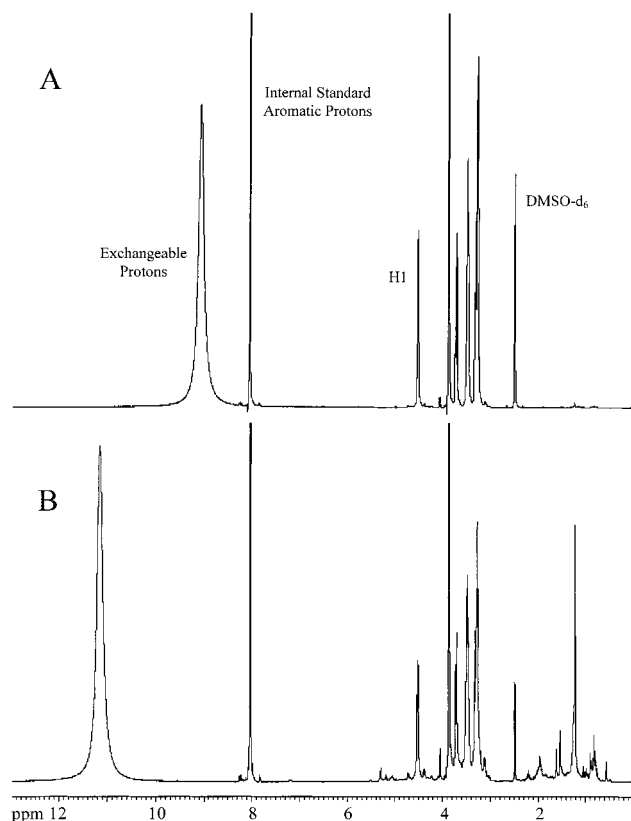 A
Internal Standard
Aromatic Protons
DMSO-d₆
Exchangeable
Protons
H1
B
ppm 12 10 8 6 4 2